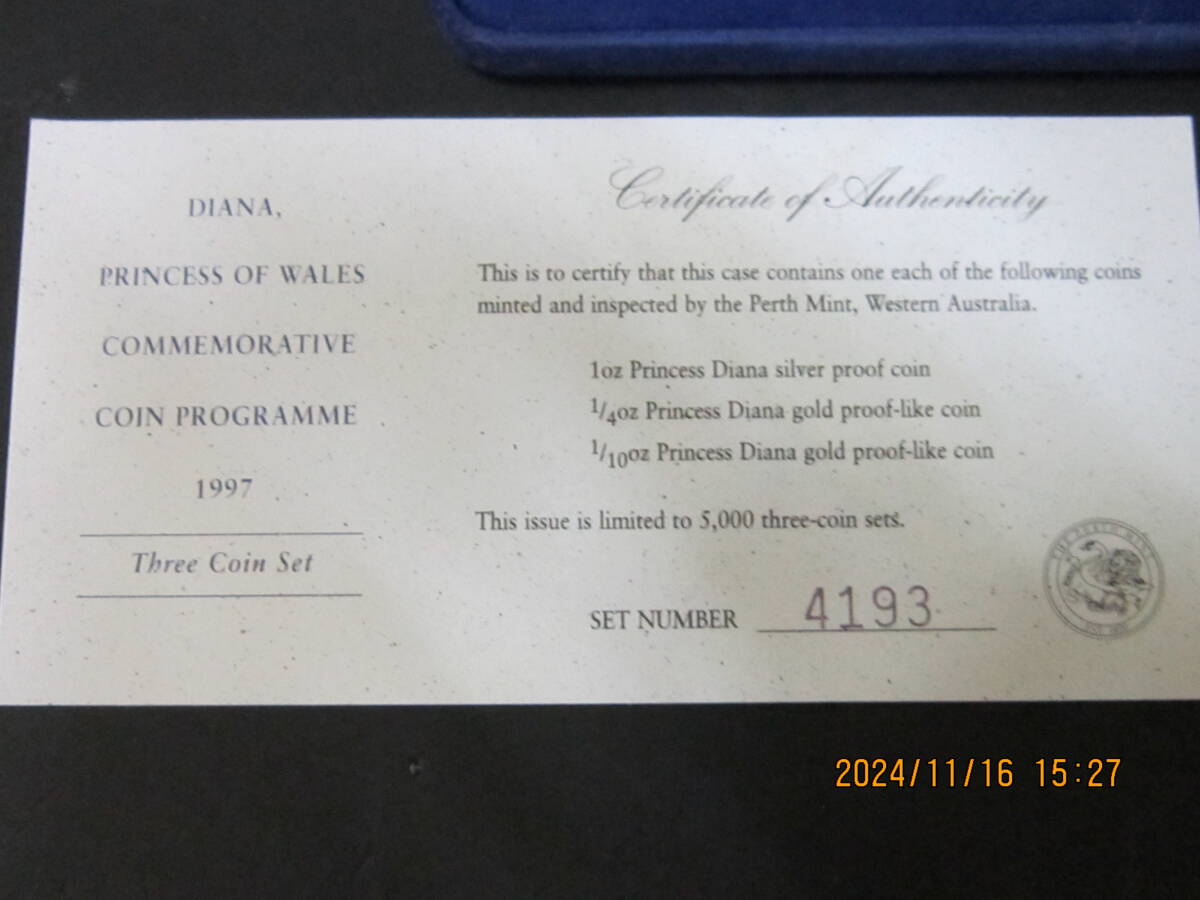 DIANA,
PRINCESS OF WALES
COMMEMORATIVE
COIN PROGRAMME
1997
Three Coin Set
Certificate of Authenticity
This is to certify that this case contains one each of the following coins
minted and inspected by the Perth Mint, Western Australia.
1oz Princess Diana silver proof coin
1/4oz Princess Diana gold proof-like coin
1/10oz Princess Diana gold proof-like coin
This issue is limited to 5,000 three-coin sets.
SET NUMBER 4193
THE PERTH MINT
2024/11/16 15:27